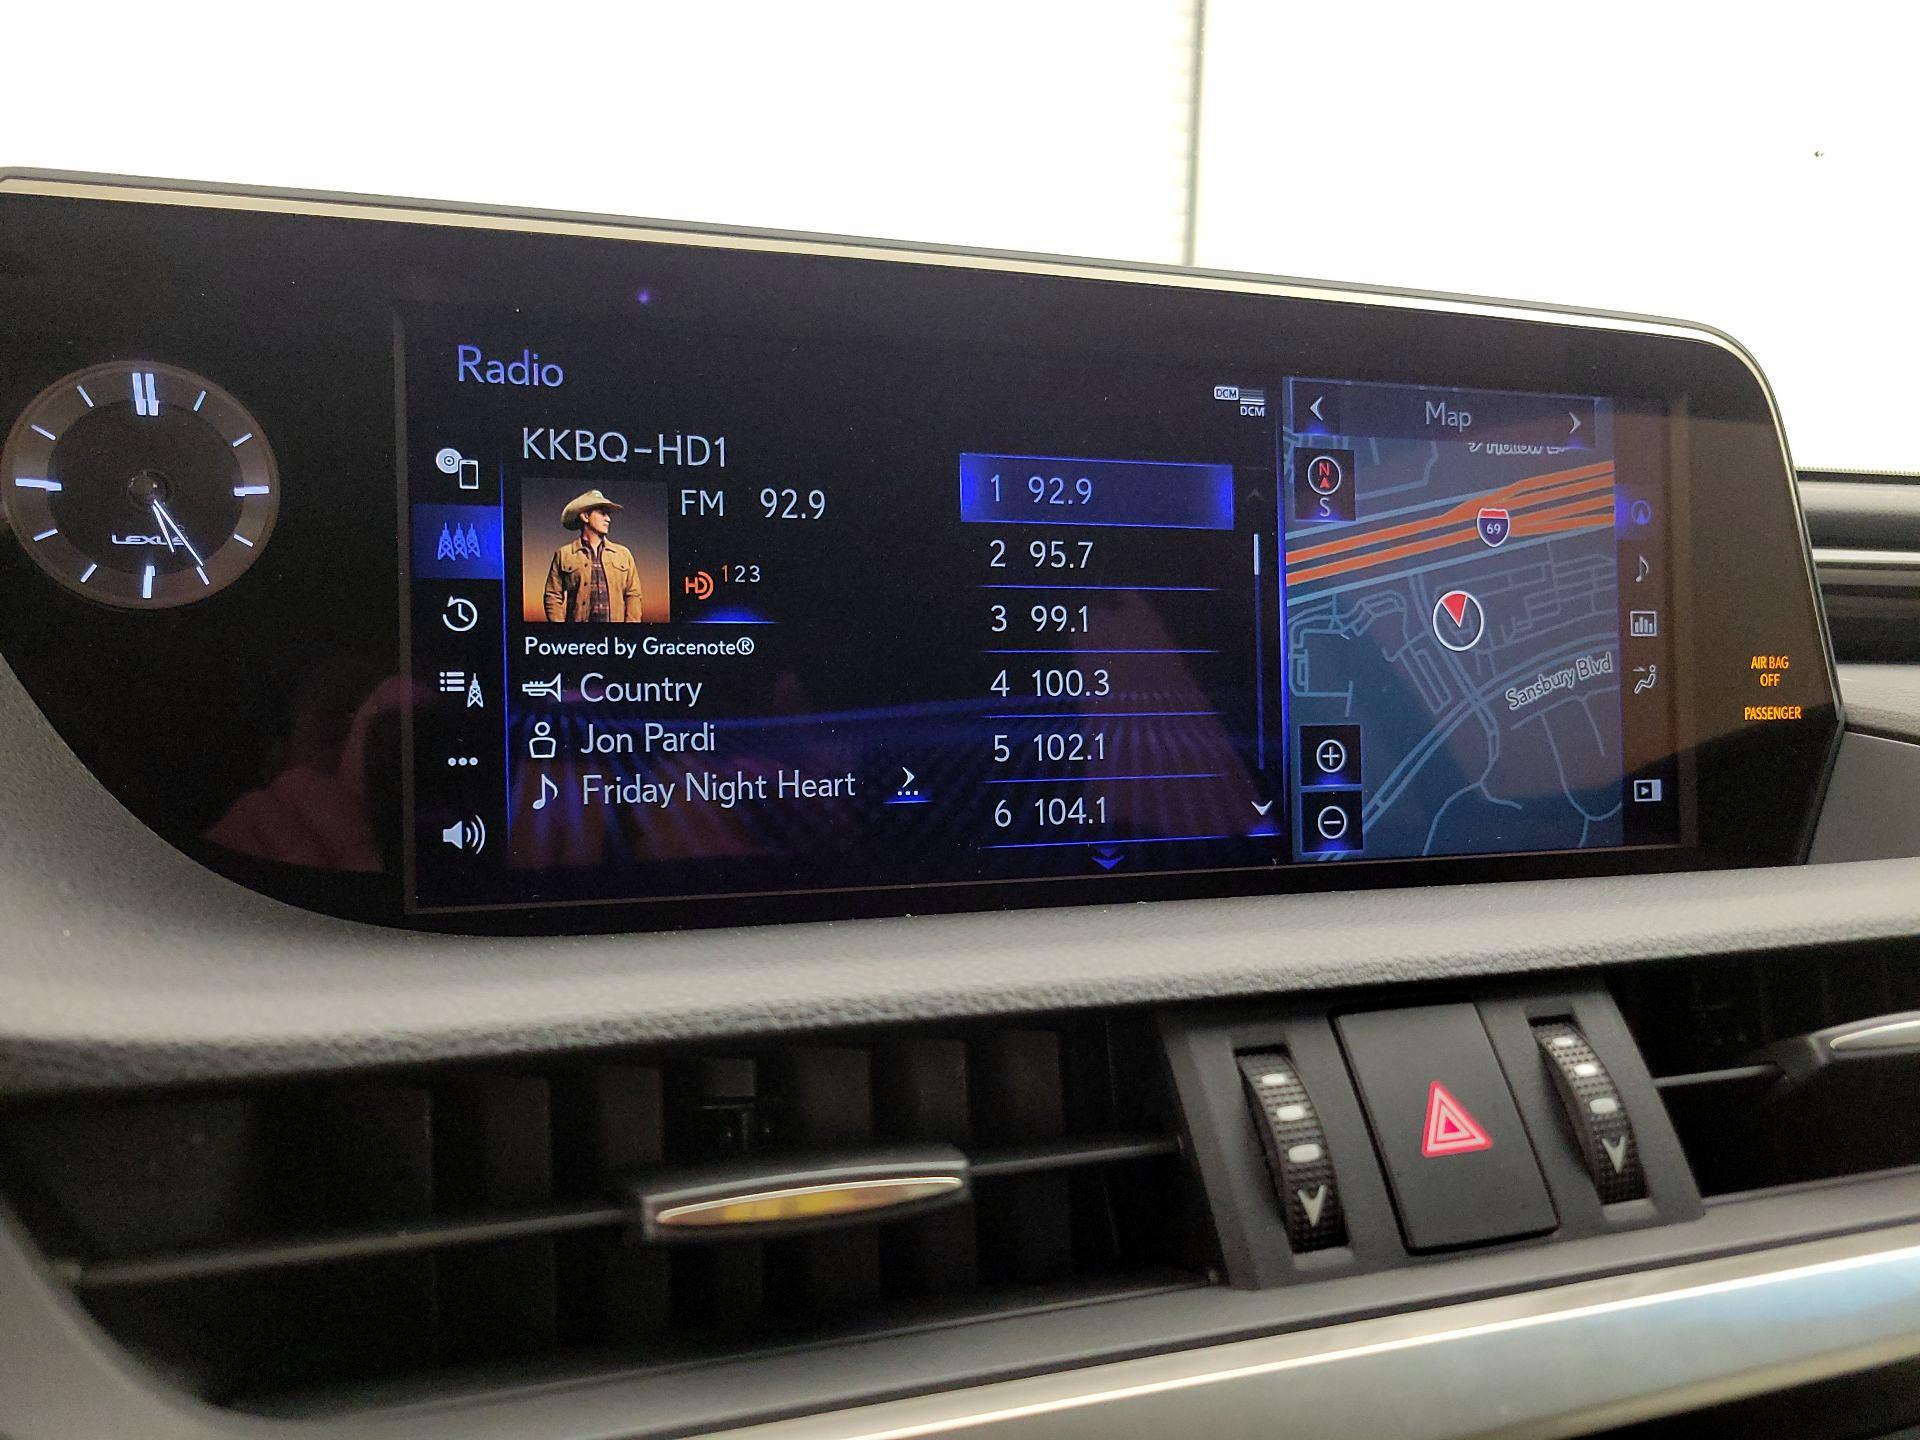 Radio
DCM
DCM
KKBQ-HD1
FM 92.9
HD 123
Powered by Gracenote®
Country
Jon Pardi
Friday Night Heart
1 92.9
2 95.7
3 99.1
4 100.3
5 102.1
6 104.1
Map
N
S
69
Sansbury Blvd
AIR BAG
OFF
PASSENGER
LEXUS